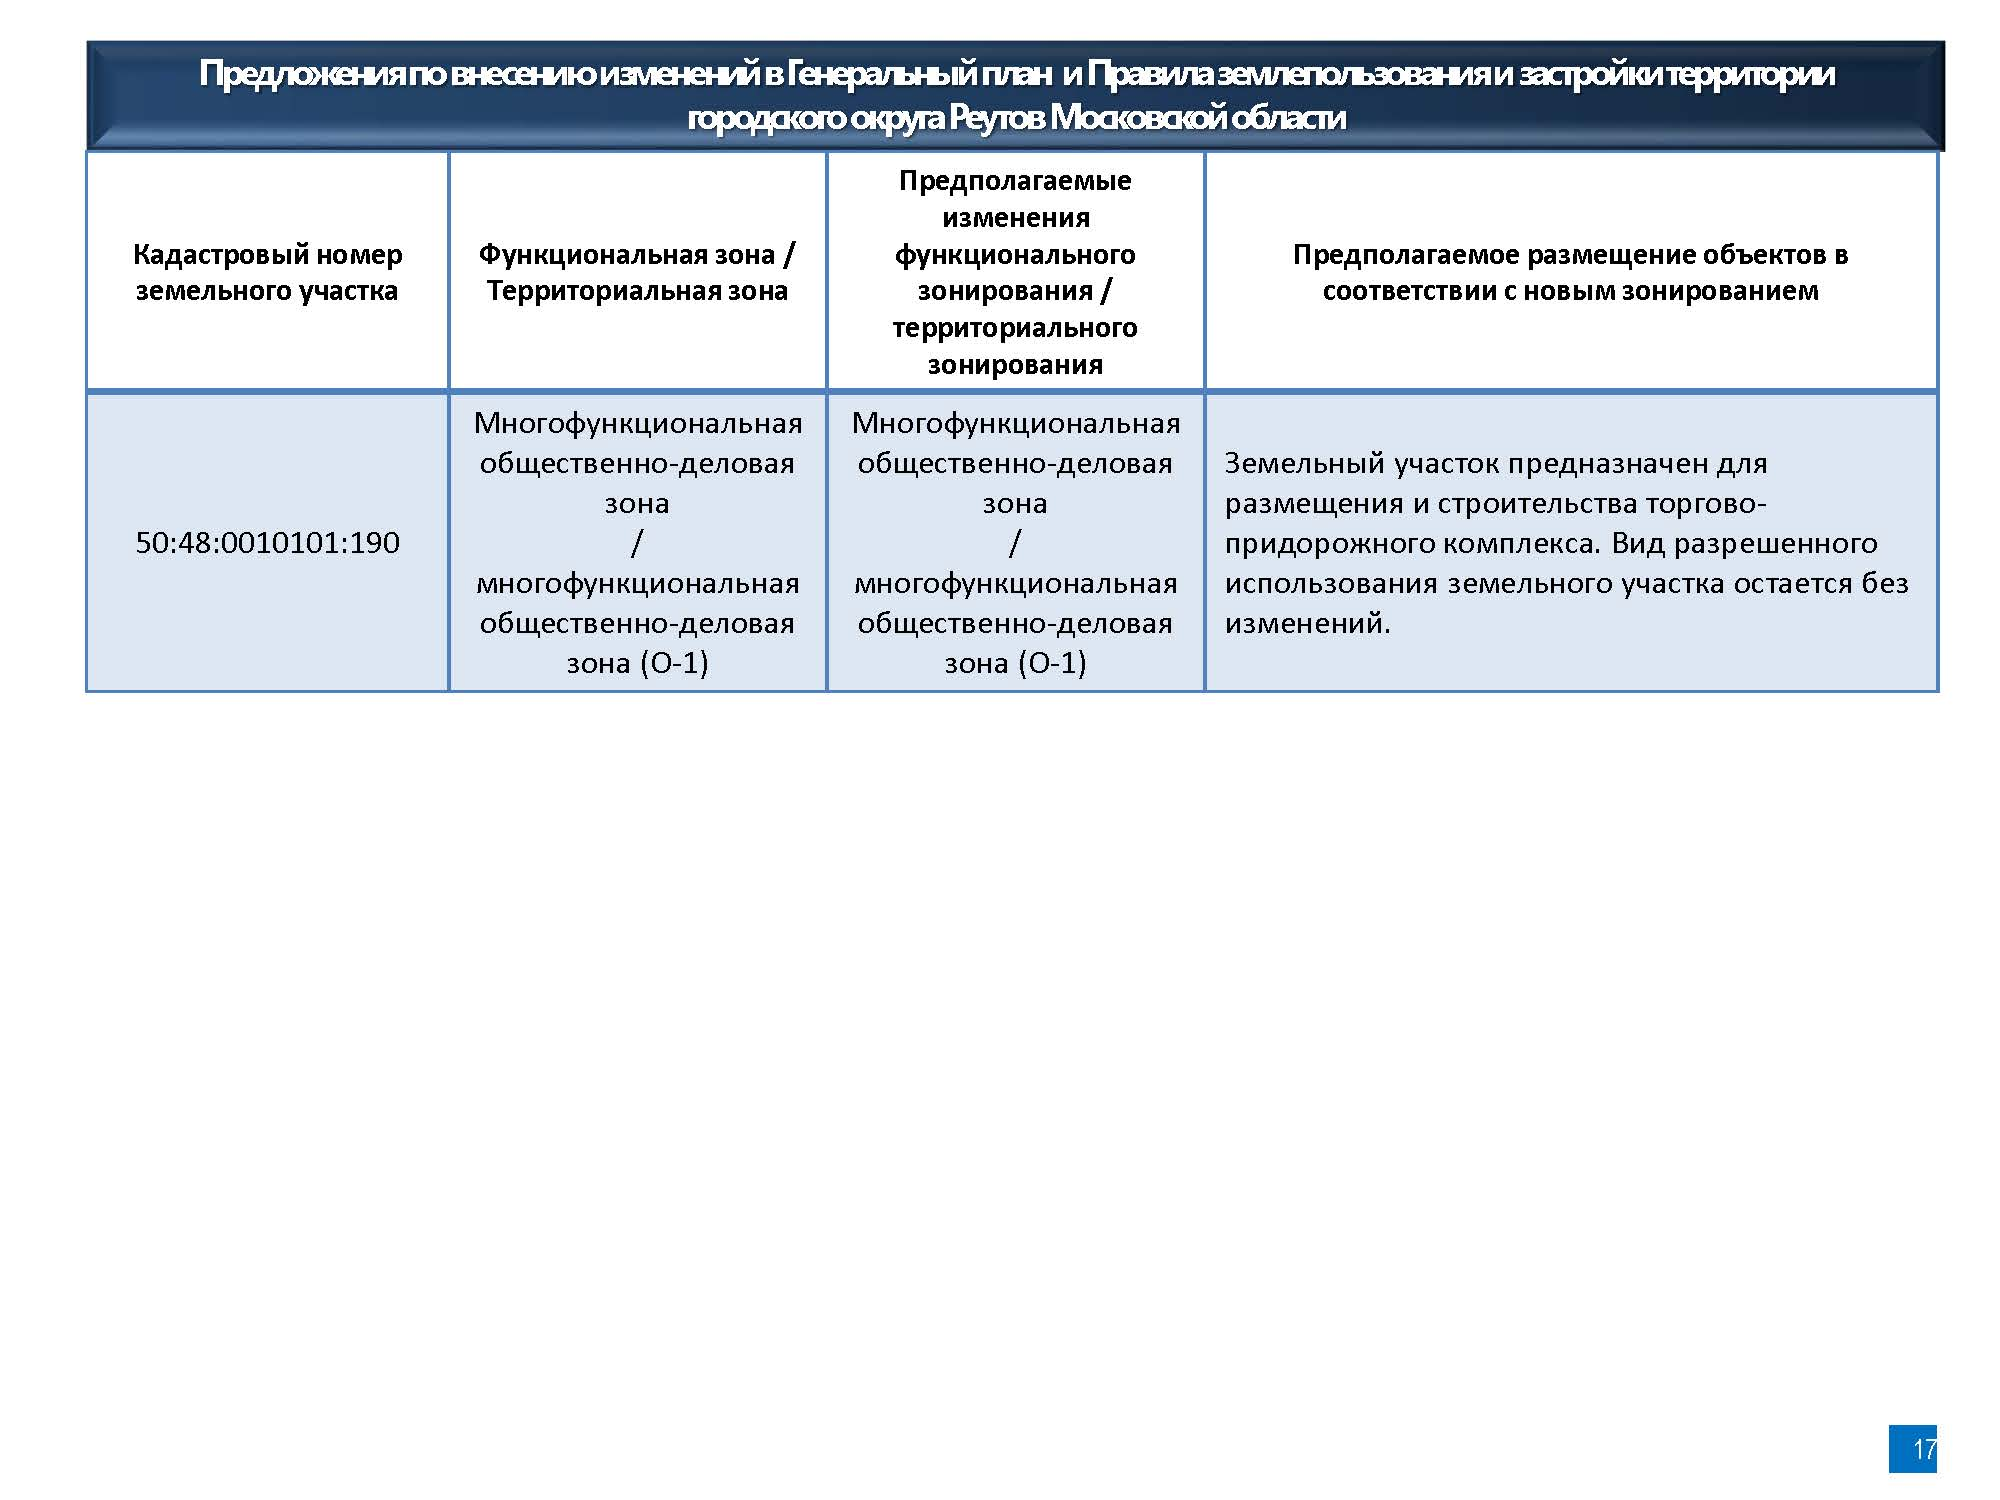 Предложения по внесению изменений в Генеральный план и Правила землепользования и застройки территории
городского округа Реутов Московской области
Кадастровый номер
земельного участка
Функциональная зона /
Территориальная зона
Предполагаемые
изменения
функционального
зонирования /
территориального
зонирования
Предполагаемое размещение объектов в
соответствии с новым зонированием
50:48:0010101:190
Многофункциональная
общественно-деловая
зона
/
многофункциональная
общественно-деловая
зона (О-1)
Многофункциональная
общественно-деловая
зона
/
многофункциональная
общественно-деловая
зона (О-1)
Земельный участок предназначен для
размещения и строительства торгово-
придорожного комплекса. Вид разрешенного
использования земельного участка остается без
изменений.
17